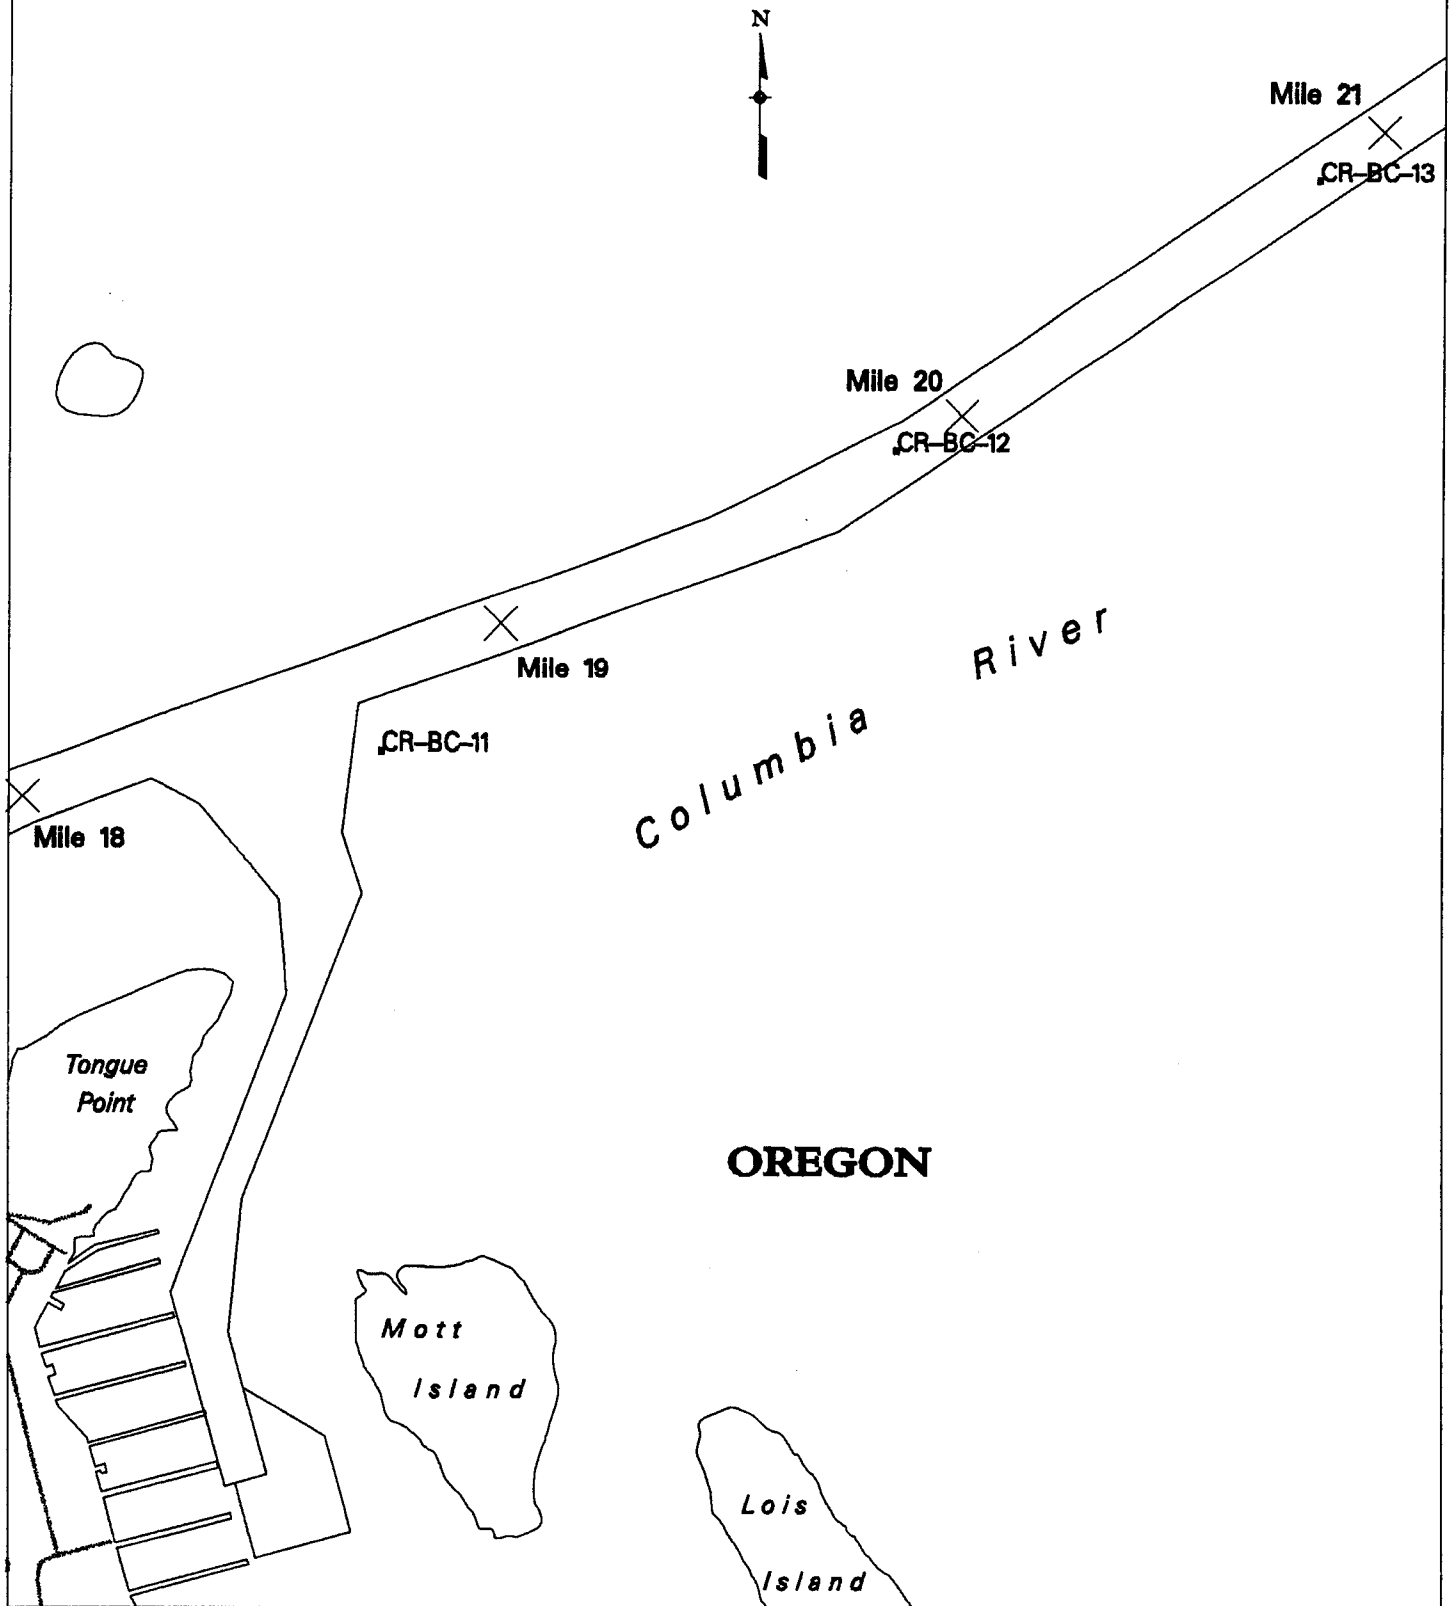 N
Mile 21
CR-BC-13
Mile 20
CR-BC-12
Columbia River
Mile 19
CR-BC-11
Mile 18
Tongue
Point
OREGON
Mott
Island
Lois
Island